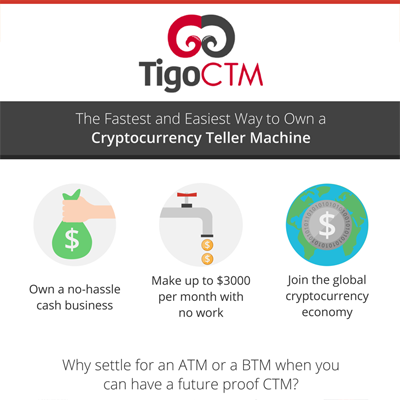 TigoCTM
The Fastest and Easiest Way to Own a
Cryptocurrency Teller Machine
$
$
$
$
Own a no-hassle
cash business
Make up to $3000
per month with
no work
Join the global
cryptocurrency
economy
Why settle for an ATM or a BTM when you
can have a future proof CTM?